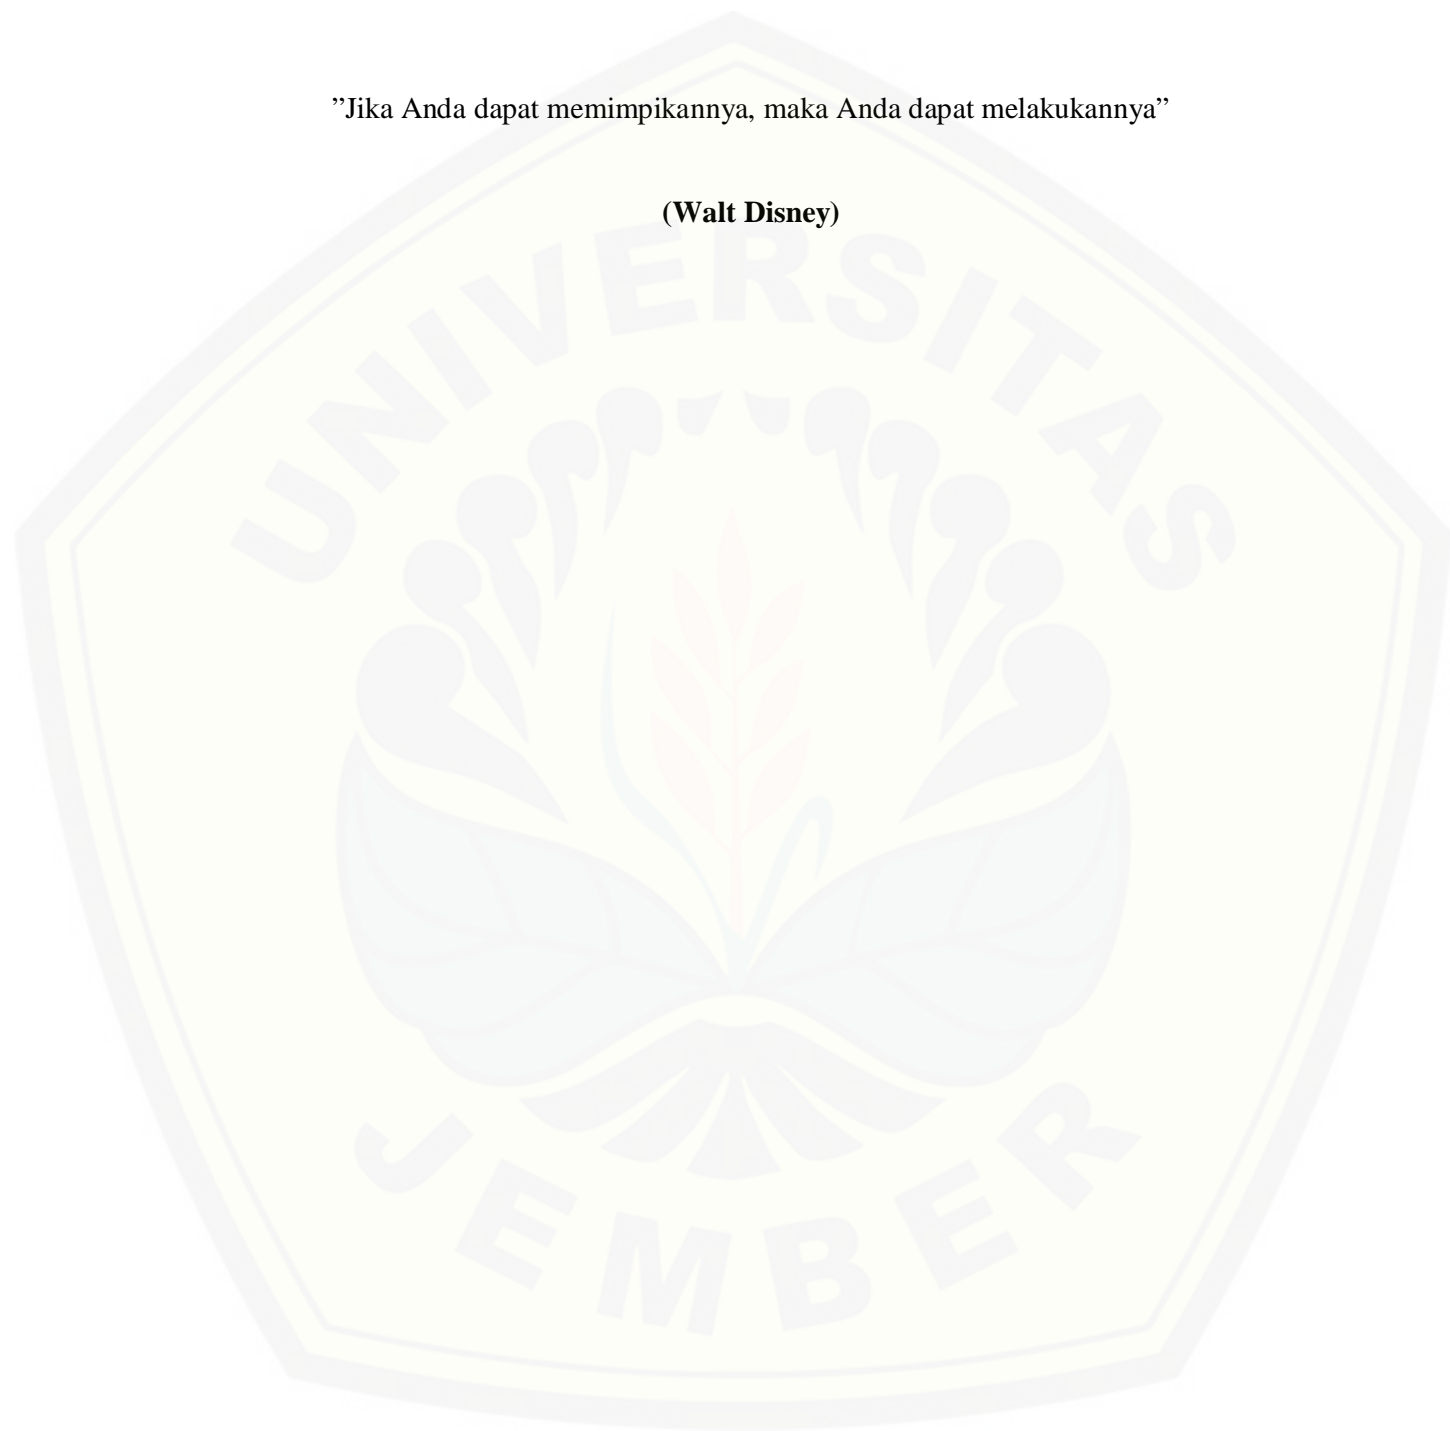 ”Jika Anda dapat memimpikannya, maka Anda dapat melakukannya”
(Walt Disney)
UNIVERSITAS
JEMBER